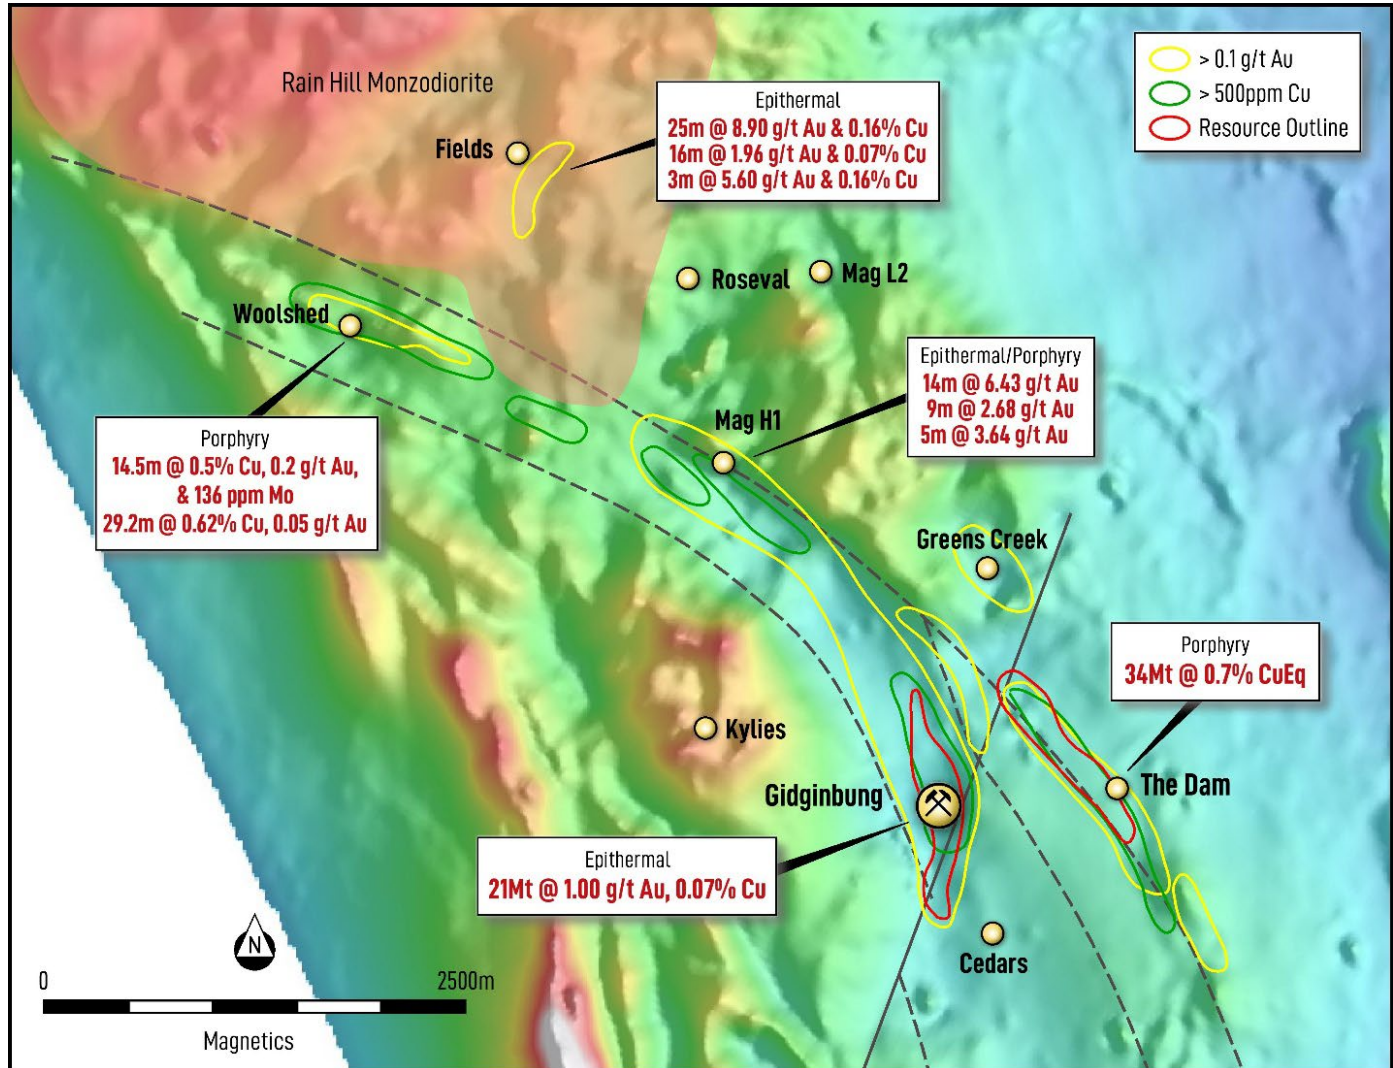 > 0.1 g/t Au
> 500ppm Cu
Resource Outline
Rain Hill Monzodiorite
Fields
Epithermal
25m @ 8.90 g/t Au & 0.16% Cu
16m @ 1.96 g/t Au & 0.07% Cu
3m @ 5.60 g/t Au & 0.16% Cu
Roseval
Mag L2
Woolshed
Epithermal/Porphyry
14m @ 6.43 g/t Au
9m @ 2.68 g/t Au
5m @ 3.64 g/t Au
Mag H1
Porphyry
14.5m @ 0.5% Cu, 0.2 g/t Au,
& 136 ppm Mo
29.2m @ 0.62% Cu, 0.05 g/t Au
Greens Creek
Porphyry
34Mt @ 0.7% CuEq
Kylies
Gidginbung
The Dam
Epithermal
21Mt @ 1.00 g/t Au, 0.07% Cu
Cedars
N
0
2500m
Magnetics